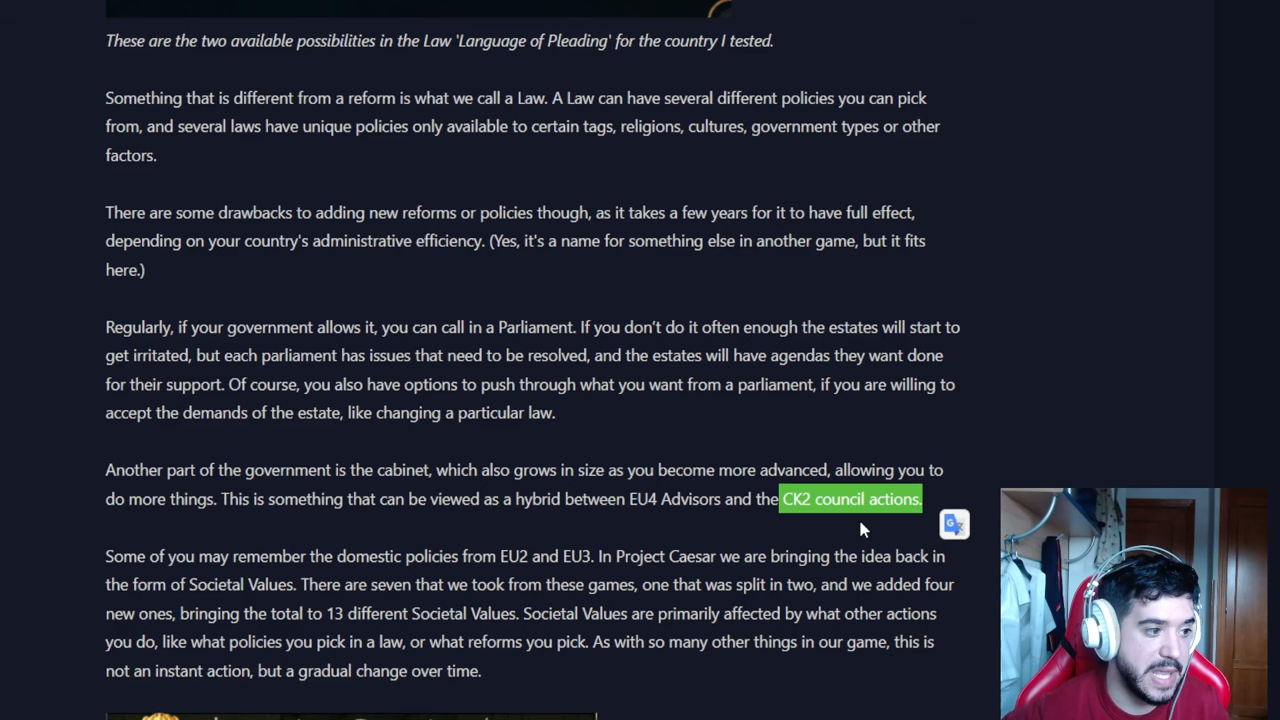 These are the two available possibilities in the Law 'Language of Pleading' for the country I tested.
Something that is different from a reform is what we call a Law. A Law can have several different policies you can pick
from, and several laws have unique policies only available to certain tags, religions, cultures, government types or other
factors.
There are some drawbacks to adding new reforms or policies though, as it takes a few years for it to have full effect,
depending on your country's administrative efficiency. (Yes, it's a name for something else in another game, but it fits
here.)
Regularly, if your government allows it, you can call in a Parliament. If you don't do it often enough the estates will start to
get irritated, but each parliament has issues that need to be resolved, and the estates will have agendas they want done
for their support. Of course, you also have options to push through what you want from a parliament, if you are willing to
accept the demands of the estate, like changing a particular law.
Another part of the government is the cabinet, which also grows in size as you become more advanced, allowing you to
do more things. This is something that can be viewed as a hybrid between EU4 Advisors and the CK2 council actions.
Some of you may remember the domestic policies from EU2 and EU3. In Project Caesar we are bringing the idea back in
the form of Societal Values. There are seven that we took from these games, one that was split in two, and we added four
new ones, bringing the total to 13 different Societal Values. Societal Values are primarily affected by what other actions
you do, like what policies you pick in a law, or what reforms you pick. As with so many other things in our game, this is
not an instant action, but a gradual change over time.